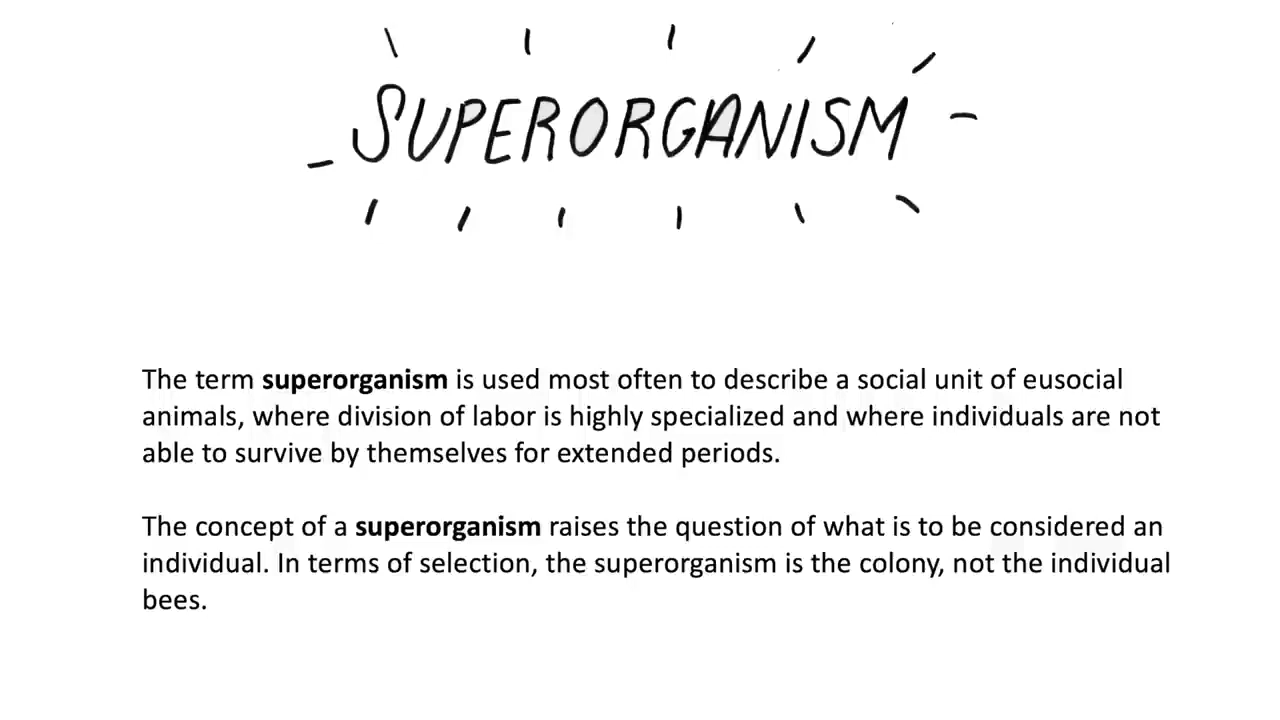 SUPERORGANISM
The term superorganism is used most often to describe a social unit of eusocial
animals, where division of labor is highly specialized and where individuals are not
able to survive by themselves for extended periods.
The concept of a superorganism raises the question of what is to be considered an
individual. In terms of selection, the superorganism is the colony, not the individual
bees.